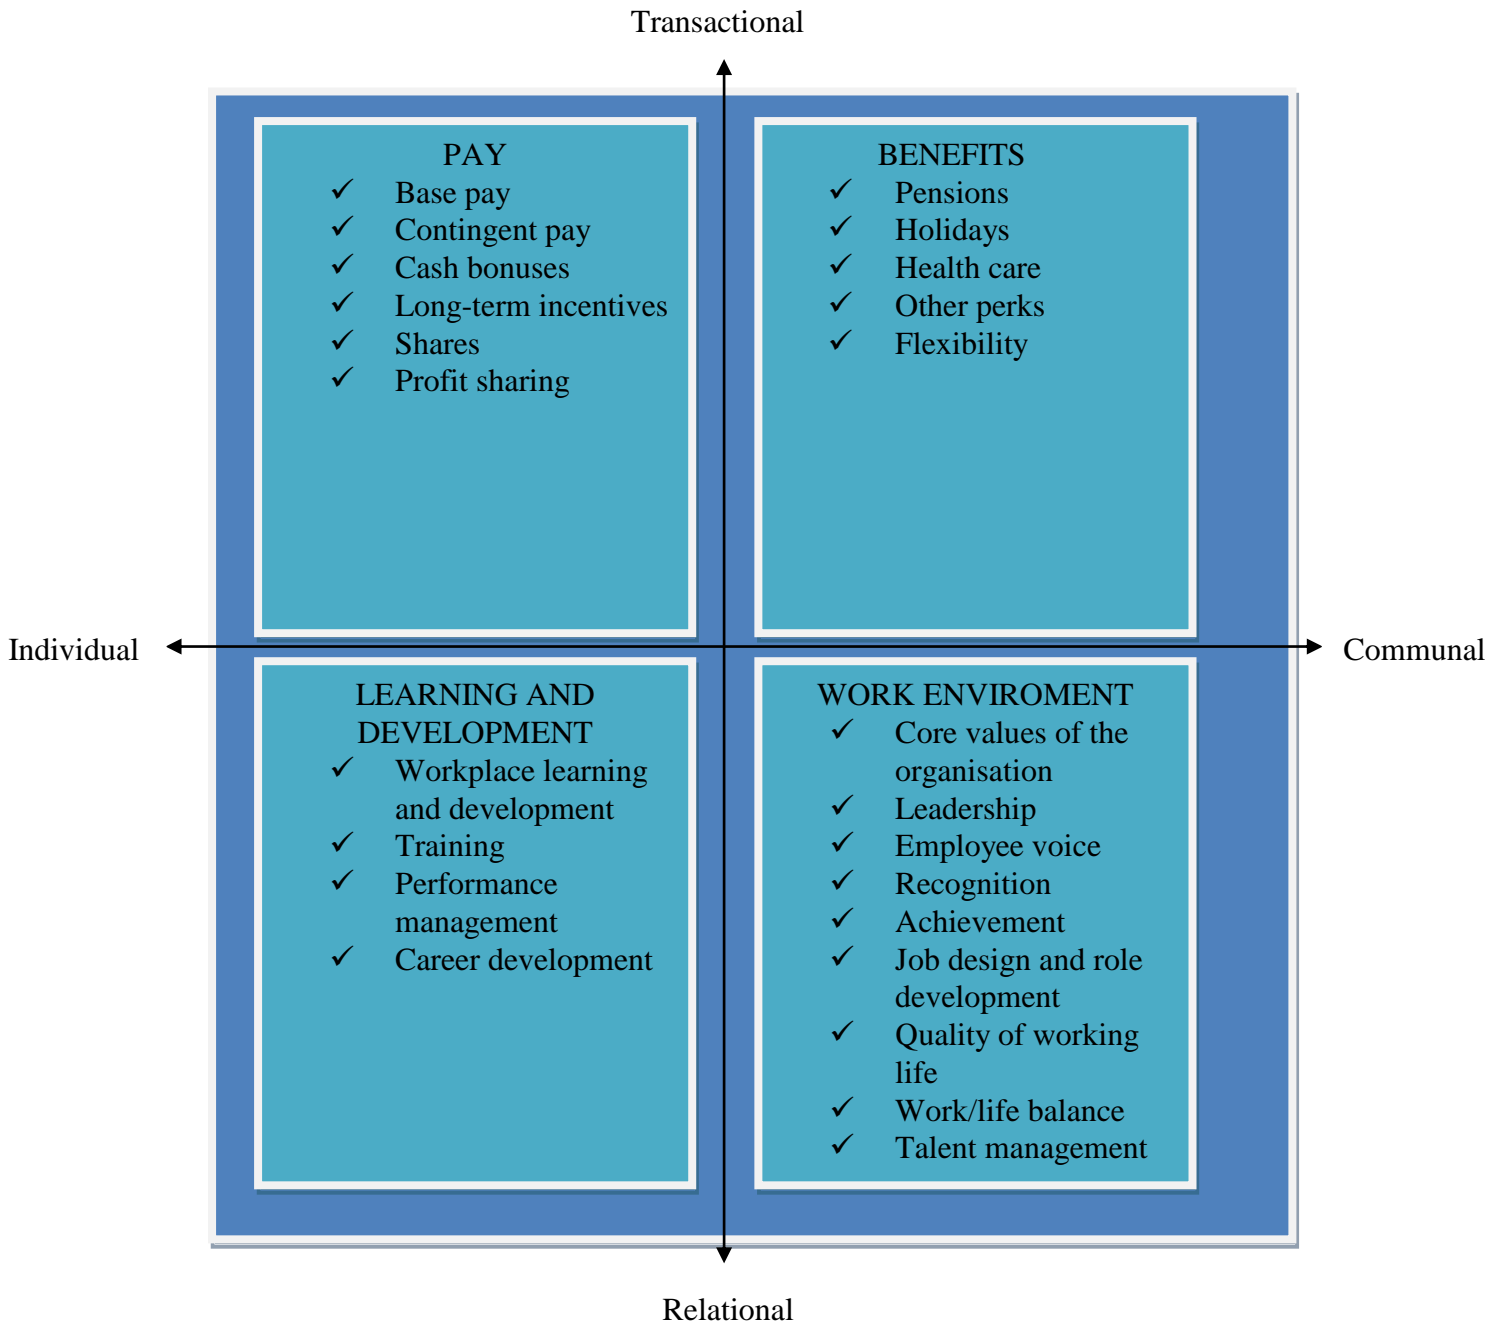 Transactional
PAY
✓ Base pay
✓ Contingent pay
✓ Cash bonuses
✓ Long-term incentives
✓ Shares
✓ Profit sharing
BENEFITS
✓ Pensions
✓ Holidays
✓ Health care
✓ Other perks
✓ Flexibility
Individual
Communal
LEARNING AND
DEVELOPMENT
✓ Workplace learning
and development
✓ Training
✓ Performance
management
✓ Career development
WORK ENVIROMENT
✓ Core values of the
organisation
✓ Leadership
✓ Employee voice
✓ Recognition
✓ Achievement
✓ Job design and role
development
✓ Quality of working
life
✓ Work/life balance
✓ Talent management
Relational